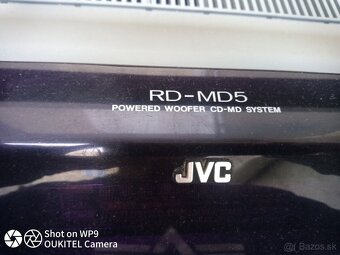 RD-MD5
POWERED WOOFER CD-MD SYSTEM
JVC
Shot on WP9
OUKITEL Camera
bazos.sk